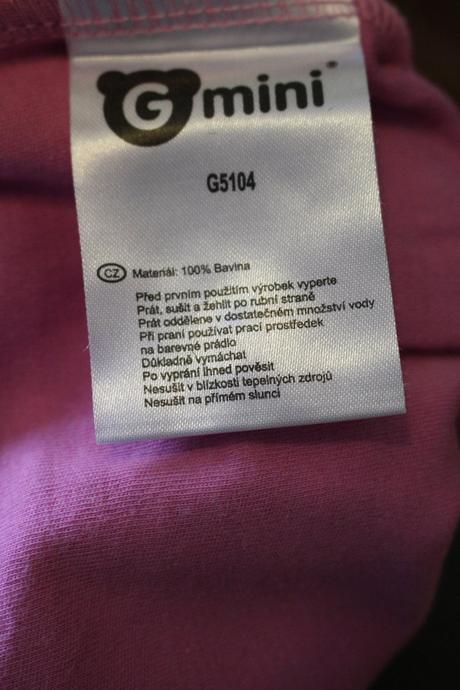 G mini
G5104
CZ Materiál: 100% Bavlna
Před prvním použitím výrobek vyperte
Prát, sušit a žehlit po rubní straně
Prát odděleně v dostatečném množství vody
Při praní používat prací prostředek
na barevné prádlo
Důkladně vymáchat
Po vyprání ihned pověsit
Nesušit v blízkosti tepelných zdrojů
Nesušit na přímém slunci